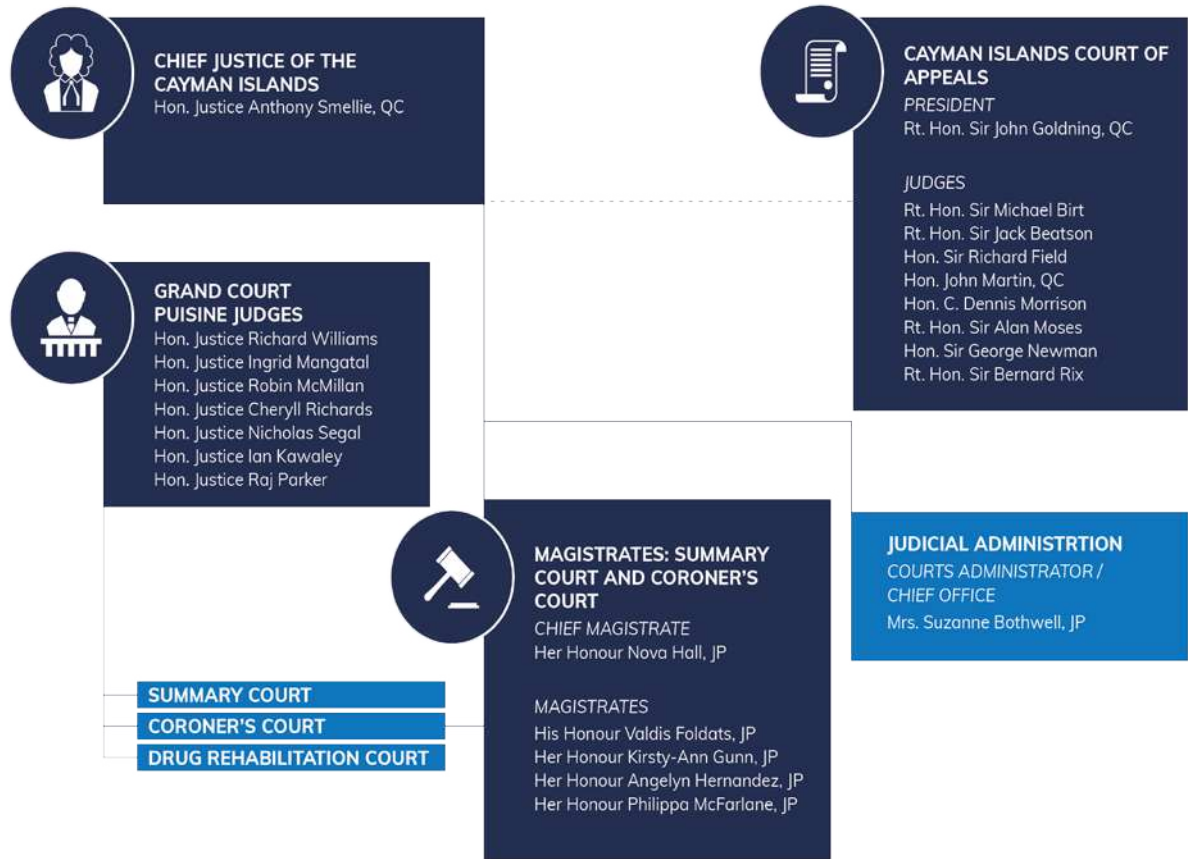 CHIEF JUSTICE OF THE
CAYMAN ISLANDS
Hon. Justice Anthony Smellie, QC
CAYMAN ISLANDS COURT OF
APPEALS
PRESIDENT
Rt. Hon. Sir John Goldning, QC
JUDGES
Rt. Hon. Sir Michael Birt
Rt. Hon. Sir Jack Beatson
Hon. Sir Richard Field
Hon. John Martin, QC
Hon. C. Dennis Morrison
Rt. Hon. Sir Alan Moses
Hon. Sir George Newman
Rt. Hon. Sir Bernard Rix
GRAND COURT
PUISINE JUDGES
Hon. Justice Richard Williams
Hon. Justice Ingrid Mangatal
Hon. Justice Robin McMillan
Hon. Justice Cheryll Richards
Hon. Justice Nicholas Segal
Hon. Justice Ian Kawaley
Hon. Justice Raj Parker
MAGISTRATES: SUMMARY
COURT AND CORONER'S
COURT
CHIEF MAGISTRATE
Her Honour Nova Hall, JP
MAGISTRATES
His Honour Valdis Foldats, JP
Her Honour Kirsty-Ann Gunn, JP
Her Honour Angelyn Hernandez, JP
Her Honour Philippa McFarlane, JP
JUDICIAL ADMINISTRTION
COURTS ADMINISTRATOR /
CHIEF OFFICE
Mrs. Suzanne Bothwell, JP
SUMMARY COURT
CORONER'S COURT
DRUG REHABILITATION COURT